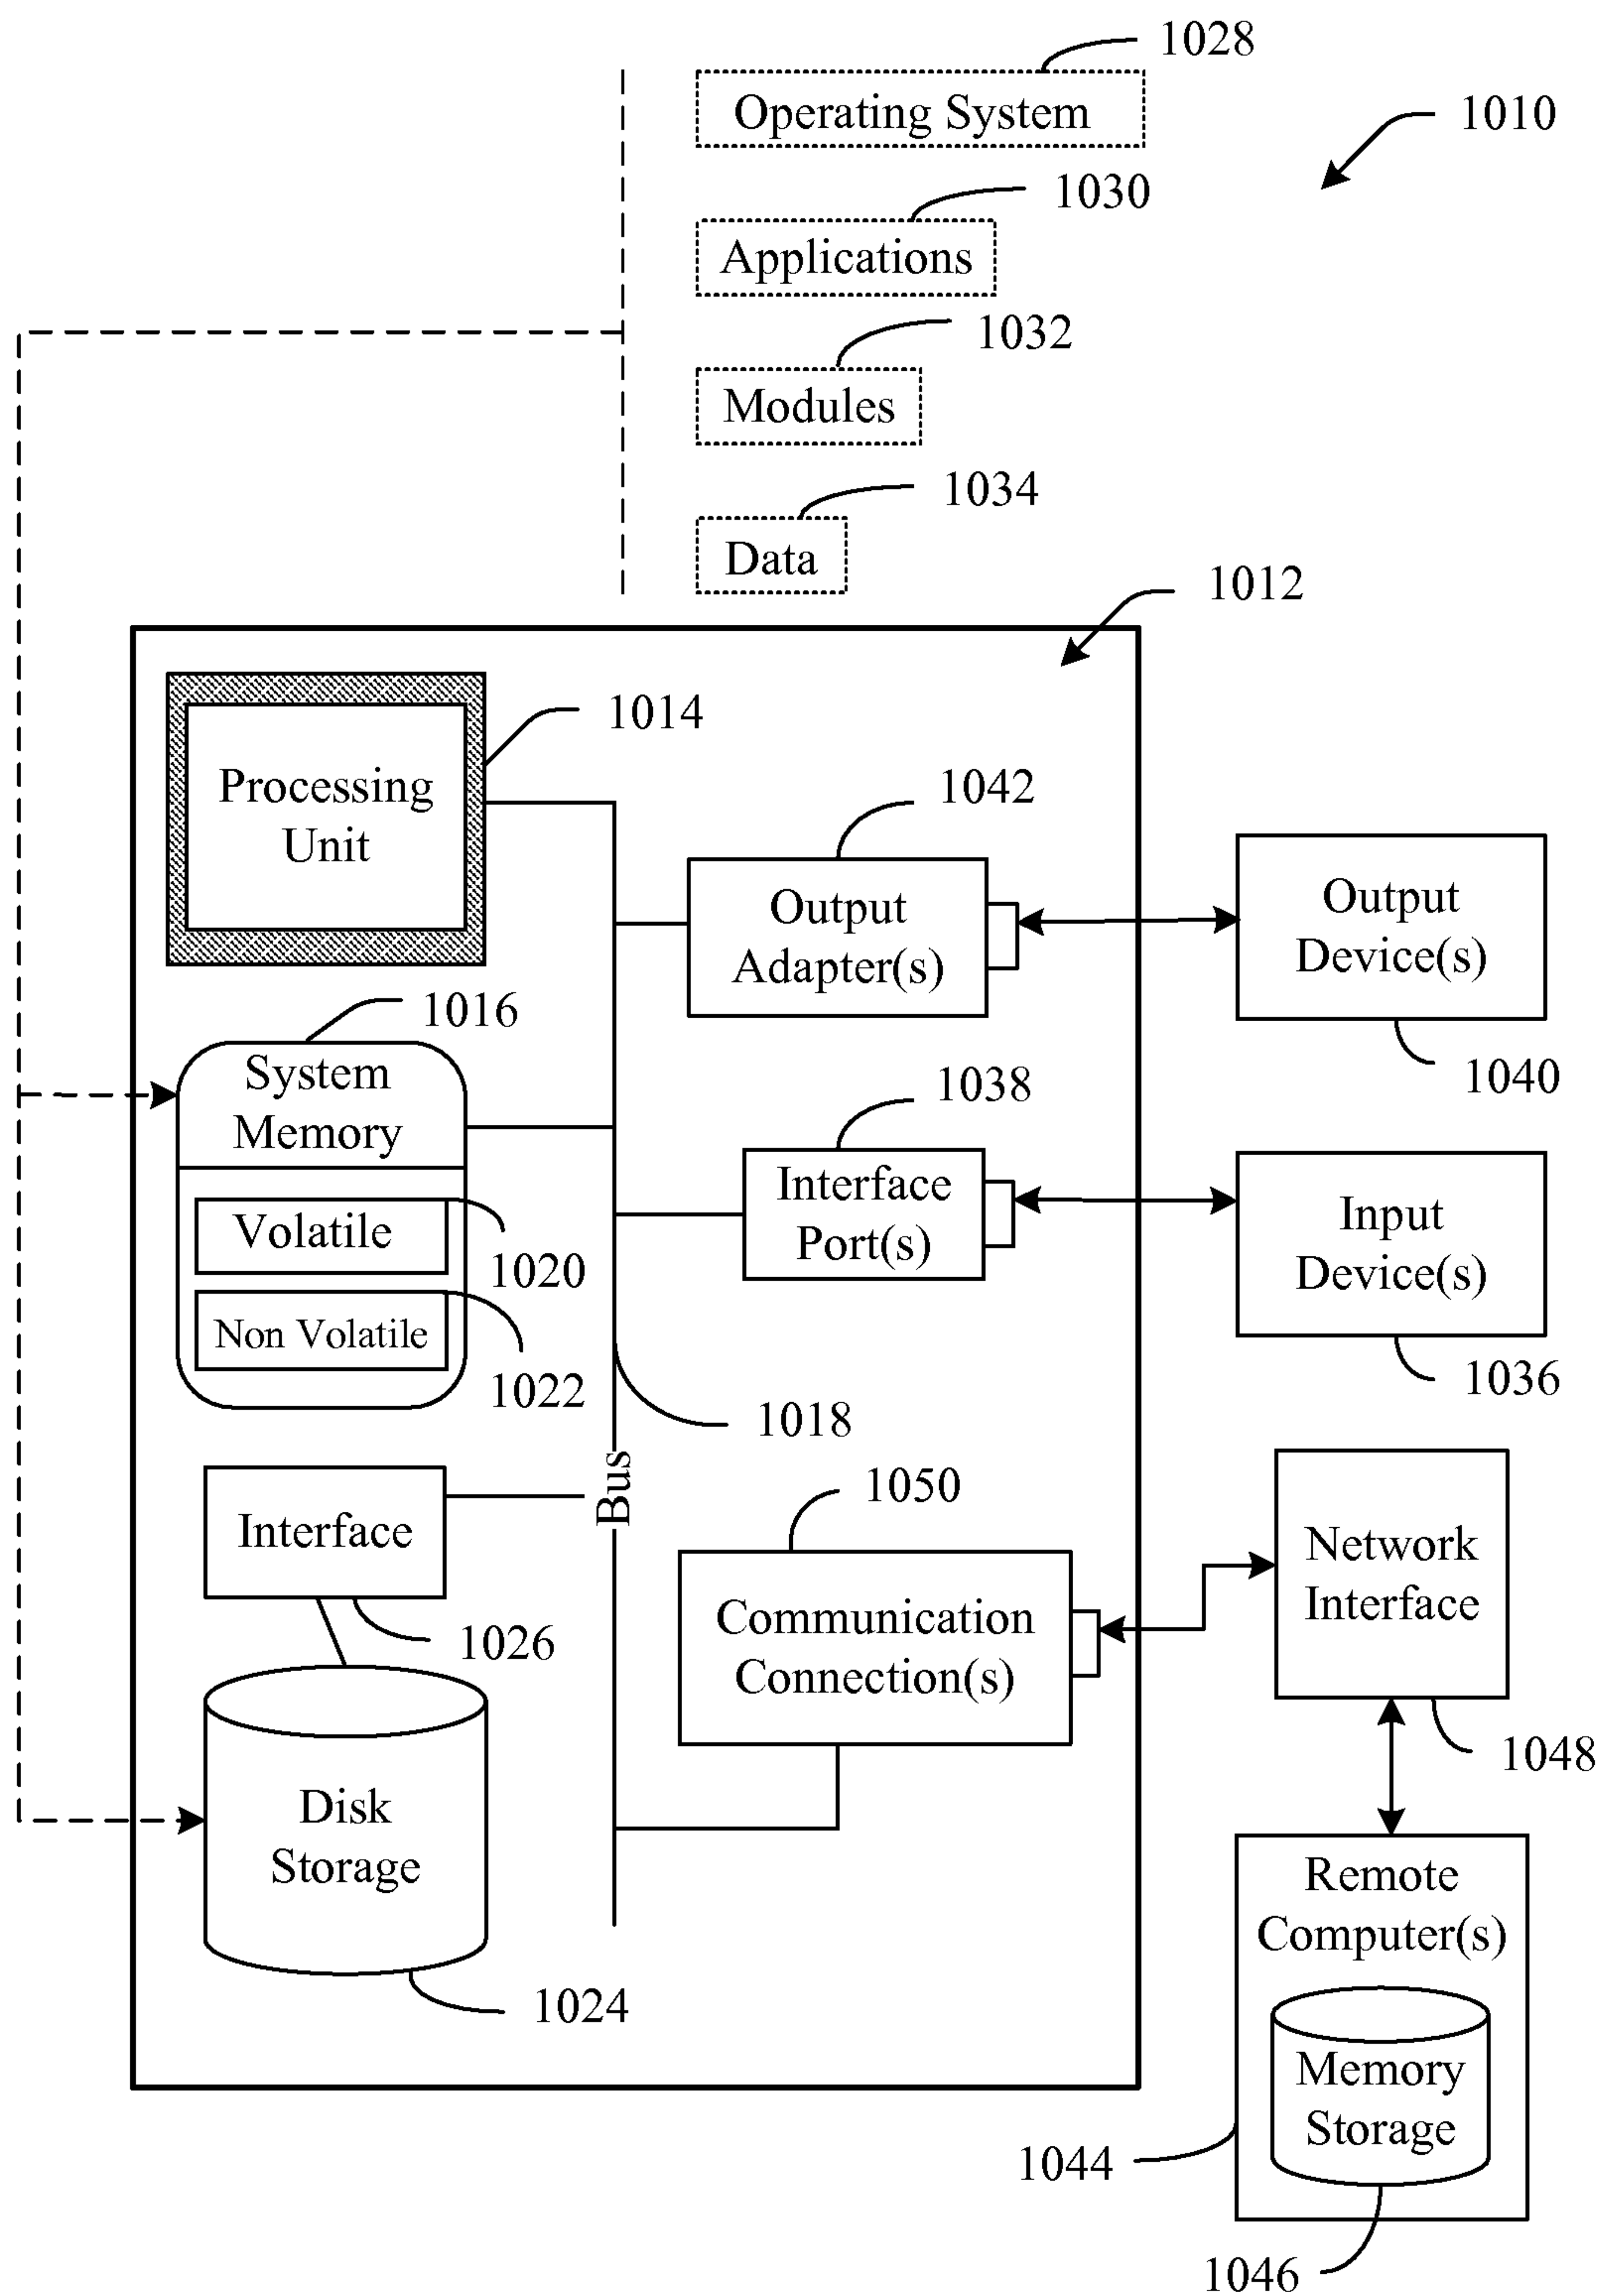 1028
Operating System
1010
1030
Applications
1032
Modules
1034
Data
1012
1014
Processing
Unit
1042
Output
Adapter(s)
Output
Device(s)
1040
1016
System
Memory
1038
Interface
Port(s)
Input
Device(s)
1036
Volatile
1020
Non Volatile
1022
1018
Bus
Interface
1026
1050
Communication
Connection(s)
Network
Interface
1048
Disk
Storage
1024
Remote
Computer(s)
Memory
Storage
1044
1046